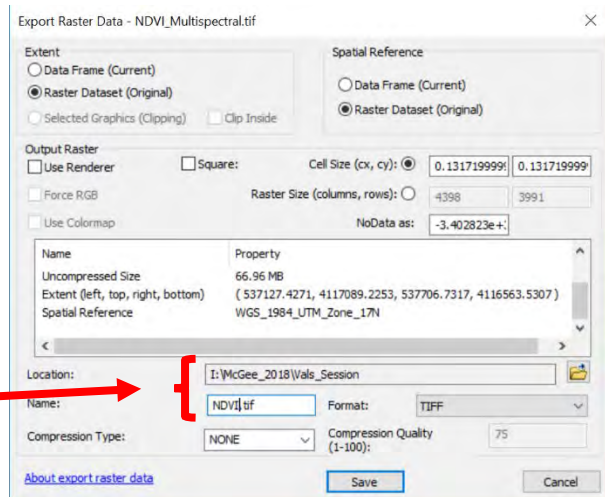 Export Raster Data - NDVI_Multispectral.tif
Extent
Data Frame (Current)
Raster Dataset (Original)
Selected Graphics (Clipping) Clip Inside
Spatial Reference
Data Frame (Current)
Raster Dataset (Original)
Output Raster
Use Renderer Square: Cell Size (cx, cy): 0.131719999 0.131719999
Force RGB Raster Size (columns, rows): 4398 3991
Use Colormap NoData as: -3.402823e+
Name Property
Uncompressed Size 66.96 MB
Extent (left, top, right, bottom) ( 537127.4271, 4117089.2253, 537706.7317, 4116563.5307 )
Spatial Reference WGS_1984_UTM_Zone_17N
Location: I:\McGee_2018\Vals_Session
Name: NDVI.tif Format: TIFF
Compression Type: NONE Compression Quality (1-100): 75
About export raster data Save Cancel